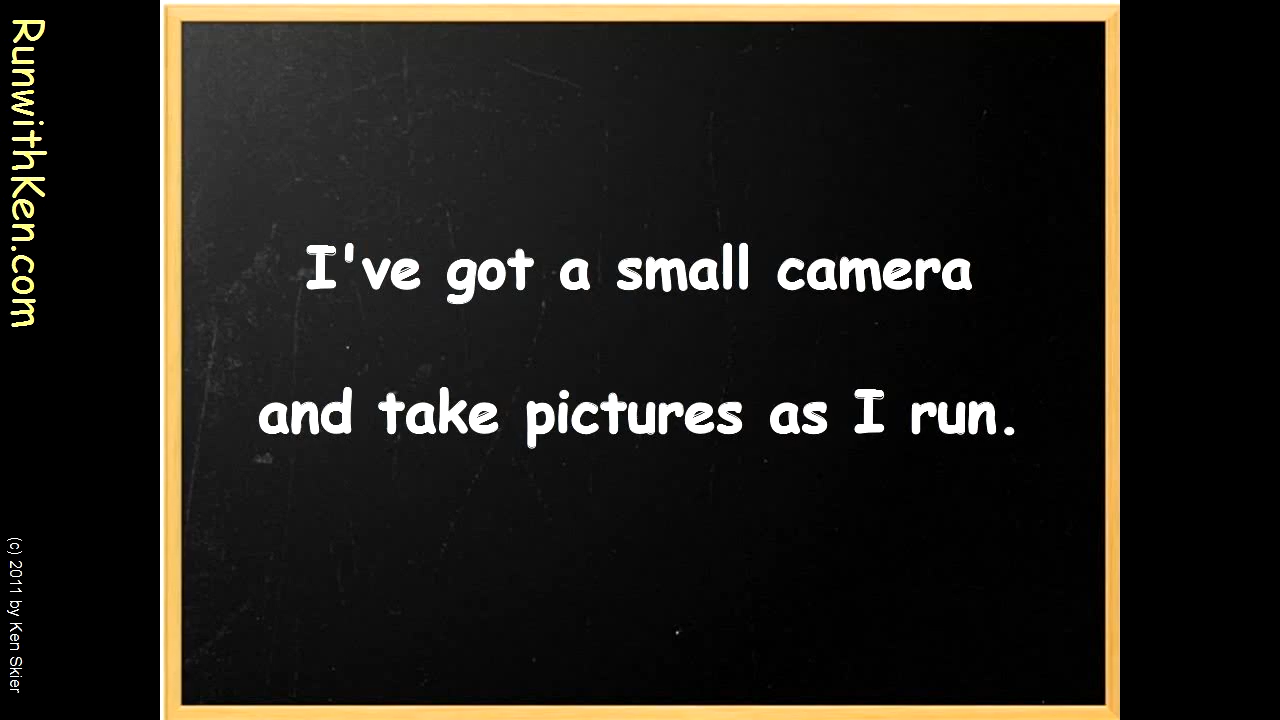 RunwithKen.com
I've got a small camera
and take pictures as I run.
(c) 2011 by Ken Skier